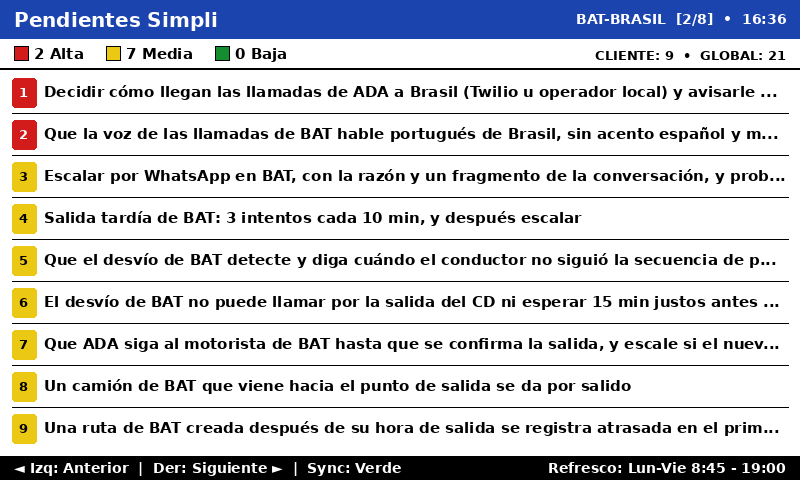 Pendientes Simpli
BAT-BRASIL [2/8] • 16:36
2 Alta 7 Media 0 Baja
CLIENTE: 9 • GLOBAL: 21
1 Decidir cómo llegan las llamadas de ADA a Brasil (Twilio u operador local) y avisarle ...
2 Que la voz de las llamadas de BAT hable portugués de Brasil, sin acento español y m...
3 Escalar por WhatsApp en BAT, con la razón y un fragmento de la conversación, y prob...
4 Salida tardía de BAT: 3 intentos cada 10 min, y después escalar
5 Que el desvío de BAT detecte y diga cuándo el conductor no siguió la secuencia de p...
6 El desvío de BAT no puede llamar por la salida del CD ni esperar 15 min justos antes ...
7 Que ADA siga al motorista de BAT hasta que se confirma la salida, y escale si el nuev...
8 Un camión de BAT que viene hacia el punto de salida se da por salido
9 Una ruta de BAT creada después de su hora de salida se registra atrasada en el prim...
◄ Izq: Anterior | Der: Siguiente ► | Sync: Verde
Refresco: Lun-Vie 8:45 - 19:00